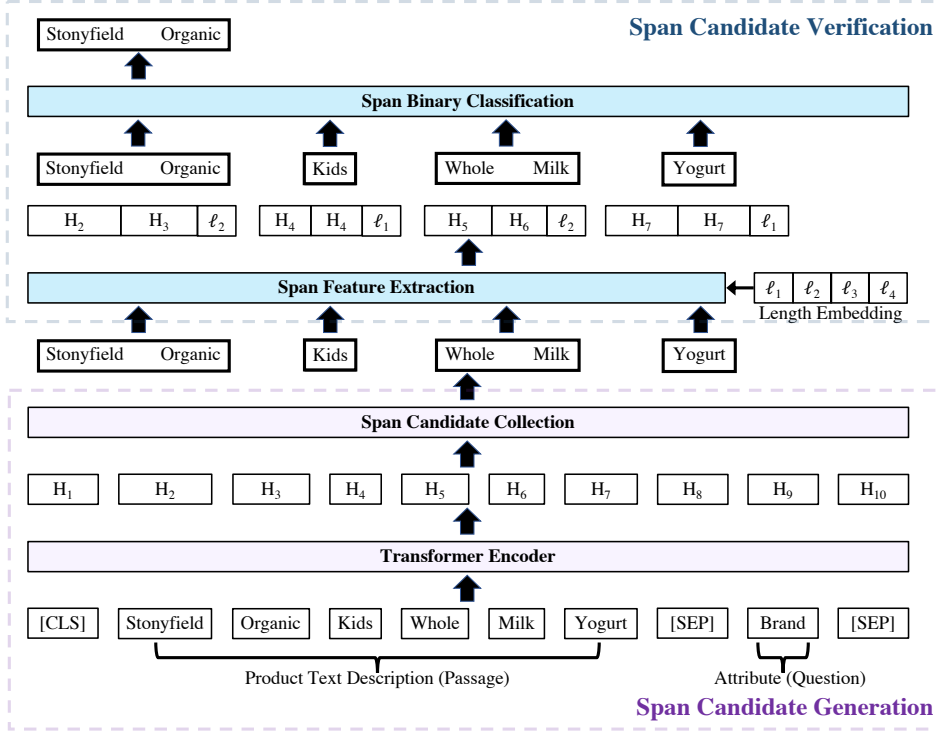 Span Candidate Verification
Stonyfield Organic
Span Binary Classification
Stonyfield Organic Kids Whole Milk Yogurt
H₂ H₃ ℓ₂ H₄ H₄ ℓ₁ H₅ H₆ ℓ₂ H₇ H₇ ℓ₁
Span Feature Extraction
ℓ₁ ℓ₂ ℓ₃ ℓ₄
Length Embedding
Stonyfield Organic Kids Whole Milk Yogurt
Span Candidate Collection
H₁ H₂ H₃ H₄ H₅ H₆ H₇ H₈ H₉ H₁₀
Transformer Encoder
[CLS] Stonyfield Organic Kids Whole Milk Yogurt [SEP] Brand [SEP]
Product Text Description (Passage) Attribute (Question)
Span Candidate Generation